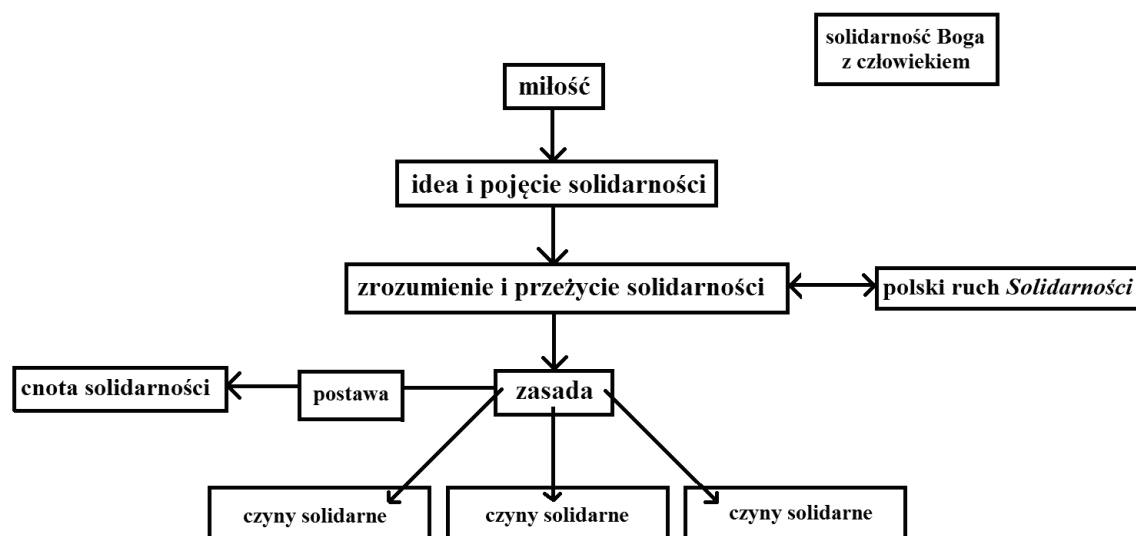 solidarność Boga
z człowiekiem
miłość
idea i pojęcie solidarności
zrozumienie i przeżycie solidarności
polski ruch Solidarności
cnota solidarności
postawa
zasada
czyny solidarne
czyny solidarne
czyny solidarne